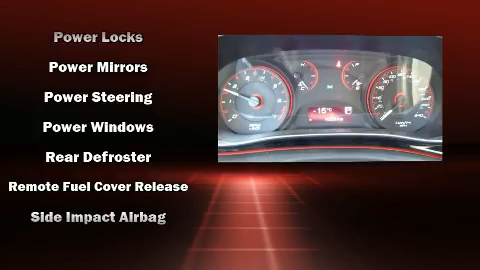 Power Locks
Power Mirrors
Power Steering
Power Windows
Rear Defroster
Remote Fuel Cover Release
Side Impact Airbag